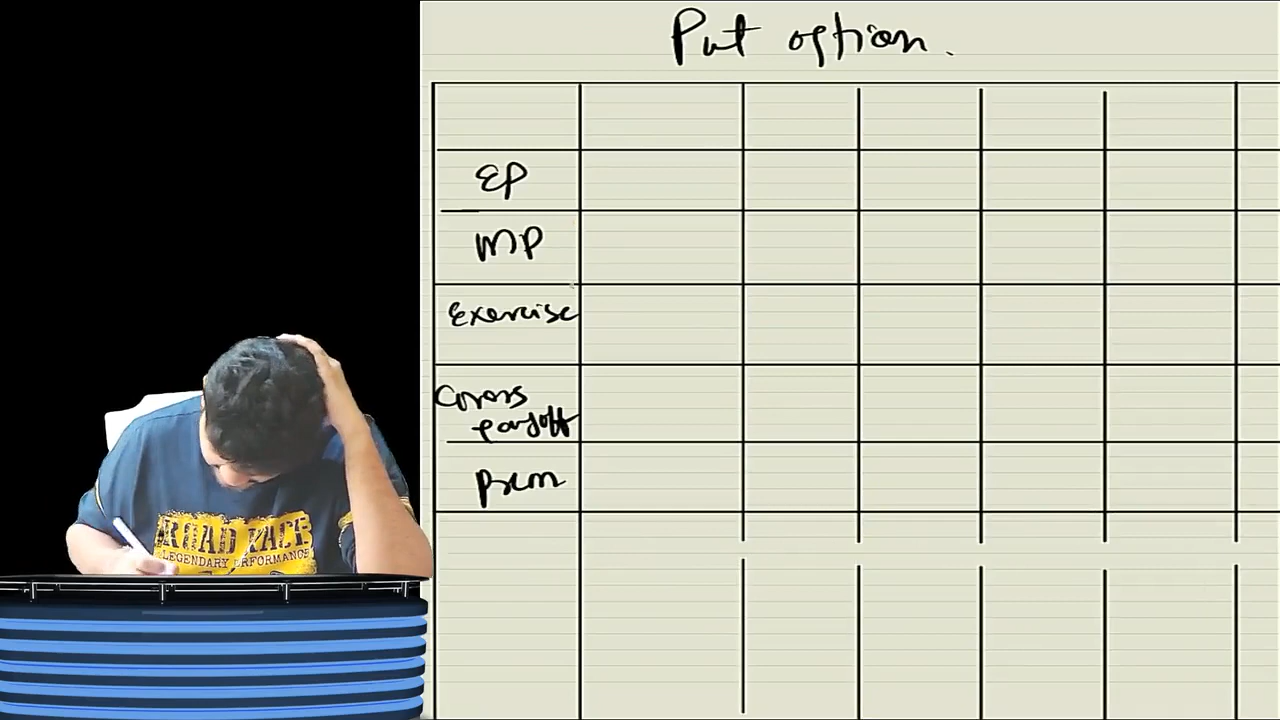 Put option.
EP
MP
Exercise
Gross
payoff
Prem
ROAD RACE
LEGENDARY PERFORMANCE